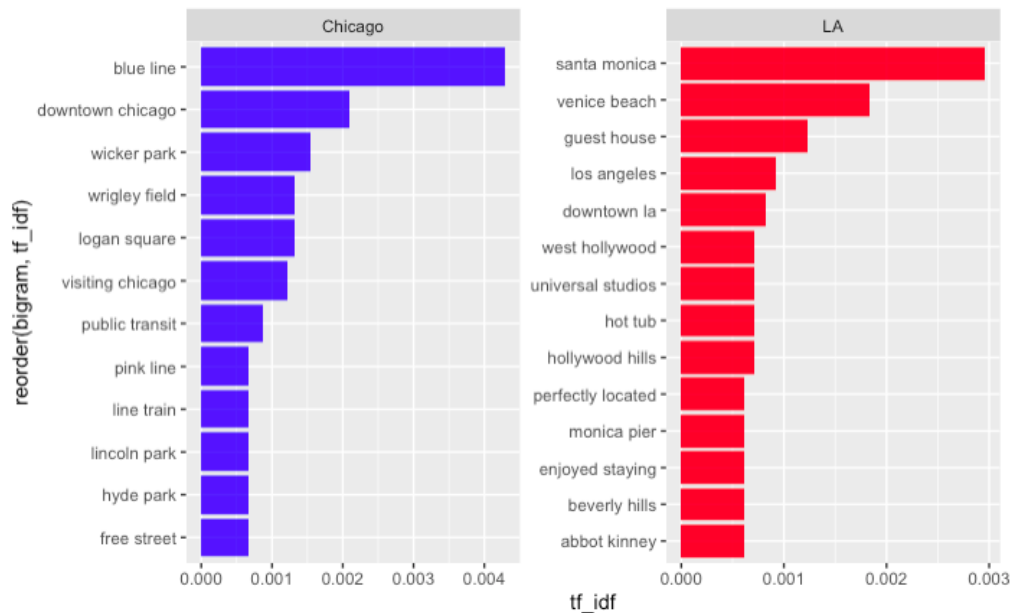 Chicago
LA
reorder(bigram, tf_idf)
blue line
downtown chicago
wicker park
wrigley field
logan square
visiting chicago
public transit
pink line
line train
lincoln park
hyde park
free street
0.000 0.001 0.002 0.003 0.004
santa monica
venice beach
guest house
los angeles
downtown la
west hollywood
universal studios
hot tub
hollywood hills
perfectly located
monica pier
enjoyed staying
beverly hills
abbot kinney
0.000 0.001 0.002 0.003
tf_idf